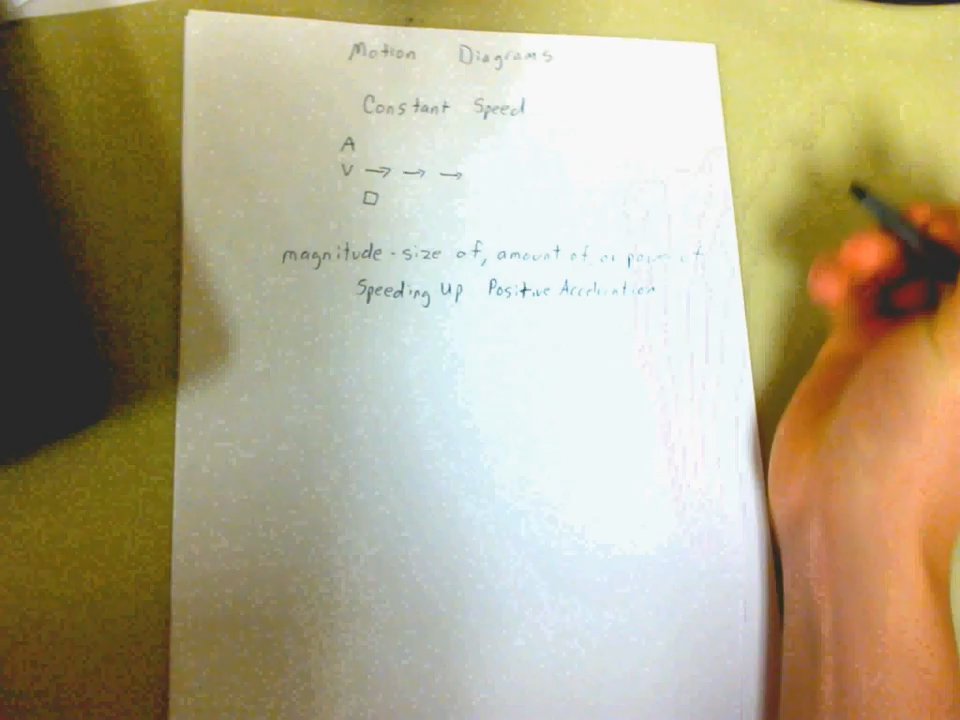 Motion Diagrams
Constant Speed
A
V → → →
□
magnitude - size of, amount of or power of
Speeding Up Positive Acceleration